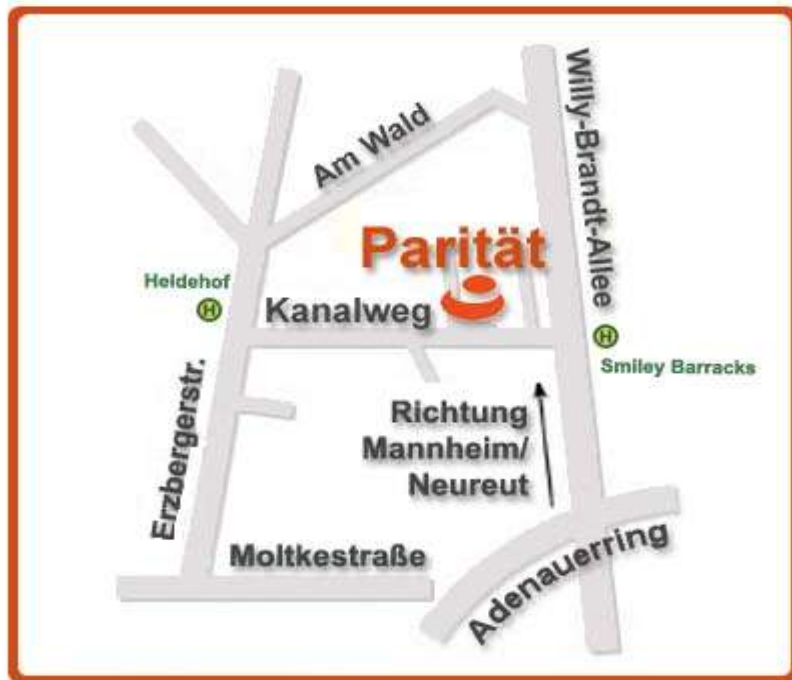 Willy-Brandt-Allee
Am Wald
Parität
Heidehof
H
Kanalweg
H
Smiley Barracks
Erzbergerstr.
Richtung
Mannheim/
Neureut
Moltkestraße
Adenauerring